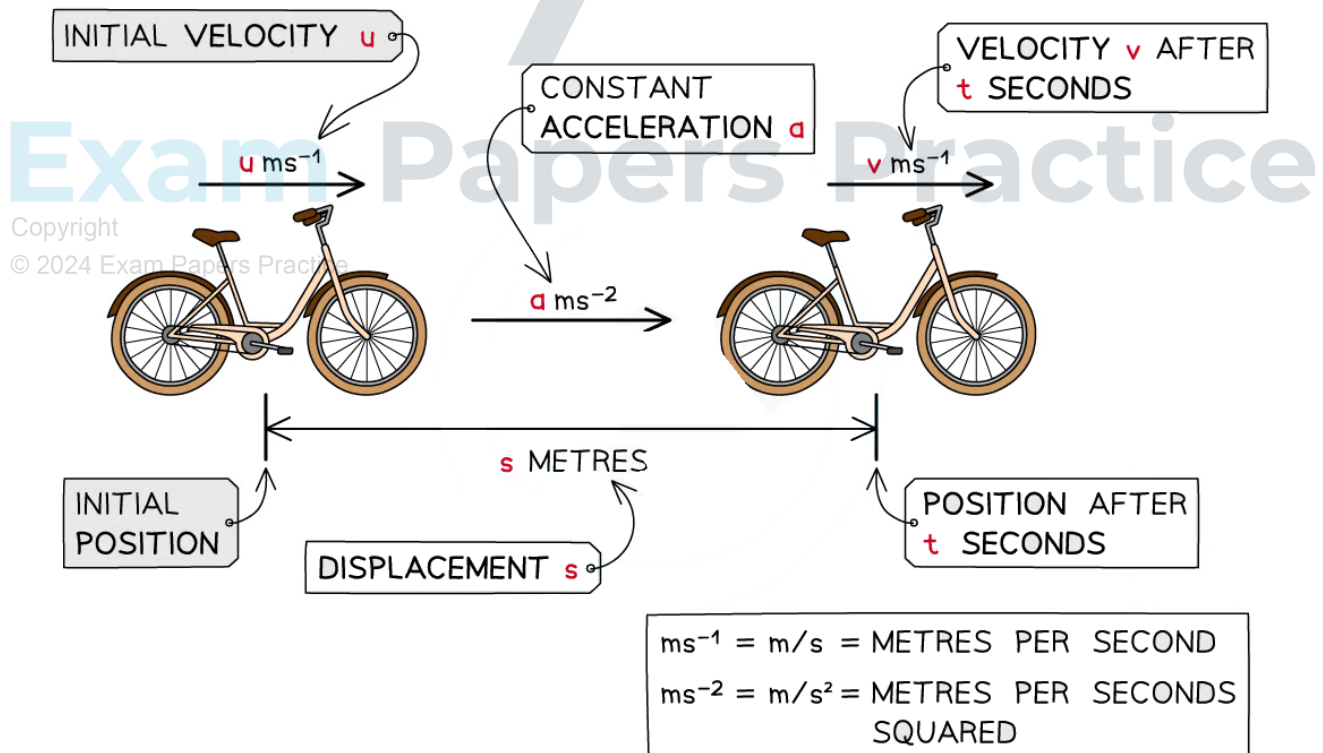 INITIAL VELOCITY u
VELOCITY v AFTER
t SECONDS
CONSTANT
ACCELERATION a
Exam Papers Practice
u ms⁻¹
v ms⁻¹
Copyright
© 2024 Exam Papers Practice
a ms⁻²
s METRES
INITIAL
POSITION
POSITION AFTER
t SECONDS
DISPLACEMENT s
ms⁻¹ = m/s = METRES PER SECOND
ms⁻² = m/s² = METRES PER SECONDS
SQUARED